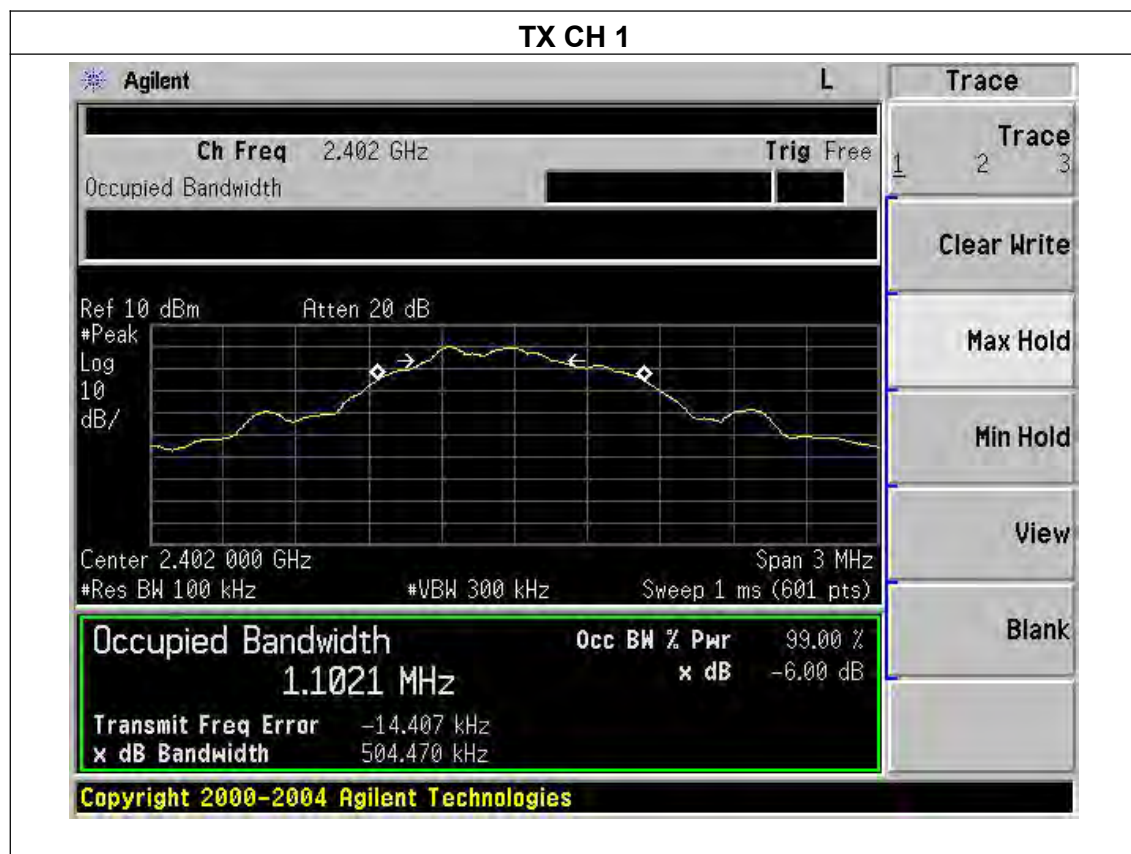 TX CH 1
Agilent L Trace
Ch Freq 2.402 GHz Trig Free
Occupied Bandwidth
Trace
1 2 3
Clear Write
Max Hold
Min Hold
View
Blank
Ref 10 dBm Atten 20 dB
#Peak
Log
10
dB/
Center 2.402 000 GHz Span 3 MHz
#Res BW 100 kHz #VBW 300 kHz Sweep 1 ms (601 pts)
Occupied Bandwidth Occ BW % Pwr 99.00 %
1.1021 MHz x dB -6.00 dB
Transmit Freq Error -14.407 kHz
x dB Bandwidth 504.470 kHz
Copyright 2000-2004 Agilent Technologies